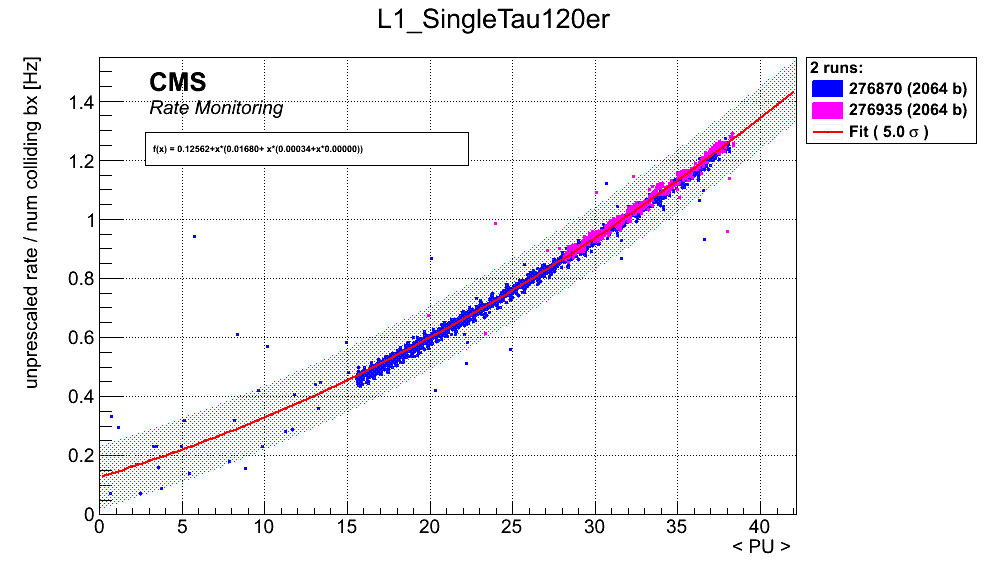 L1_SingleTau120er
unprescaled rate / num colliding bx [Hz]
CMS
Rate Monitoring
f(x) = 0.12562+x*(0.01680+ x*(0.00034+x*0.00000))
2 runs:
276870 (2064 b)
276935 (2064 b)
Fit ( 5.0 σ )
1.4
1.2
1
0.8
0.6
0.4
0.2
0
0 5 10 15 20 25 30 35 40
< PU >